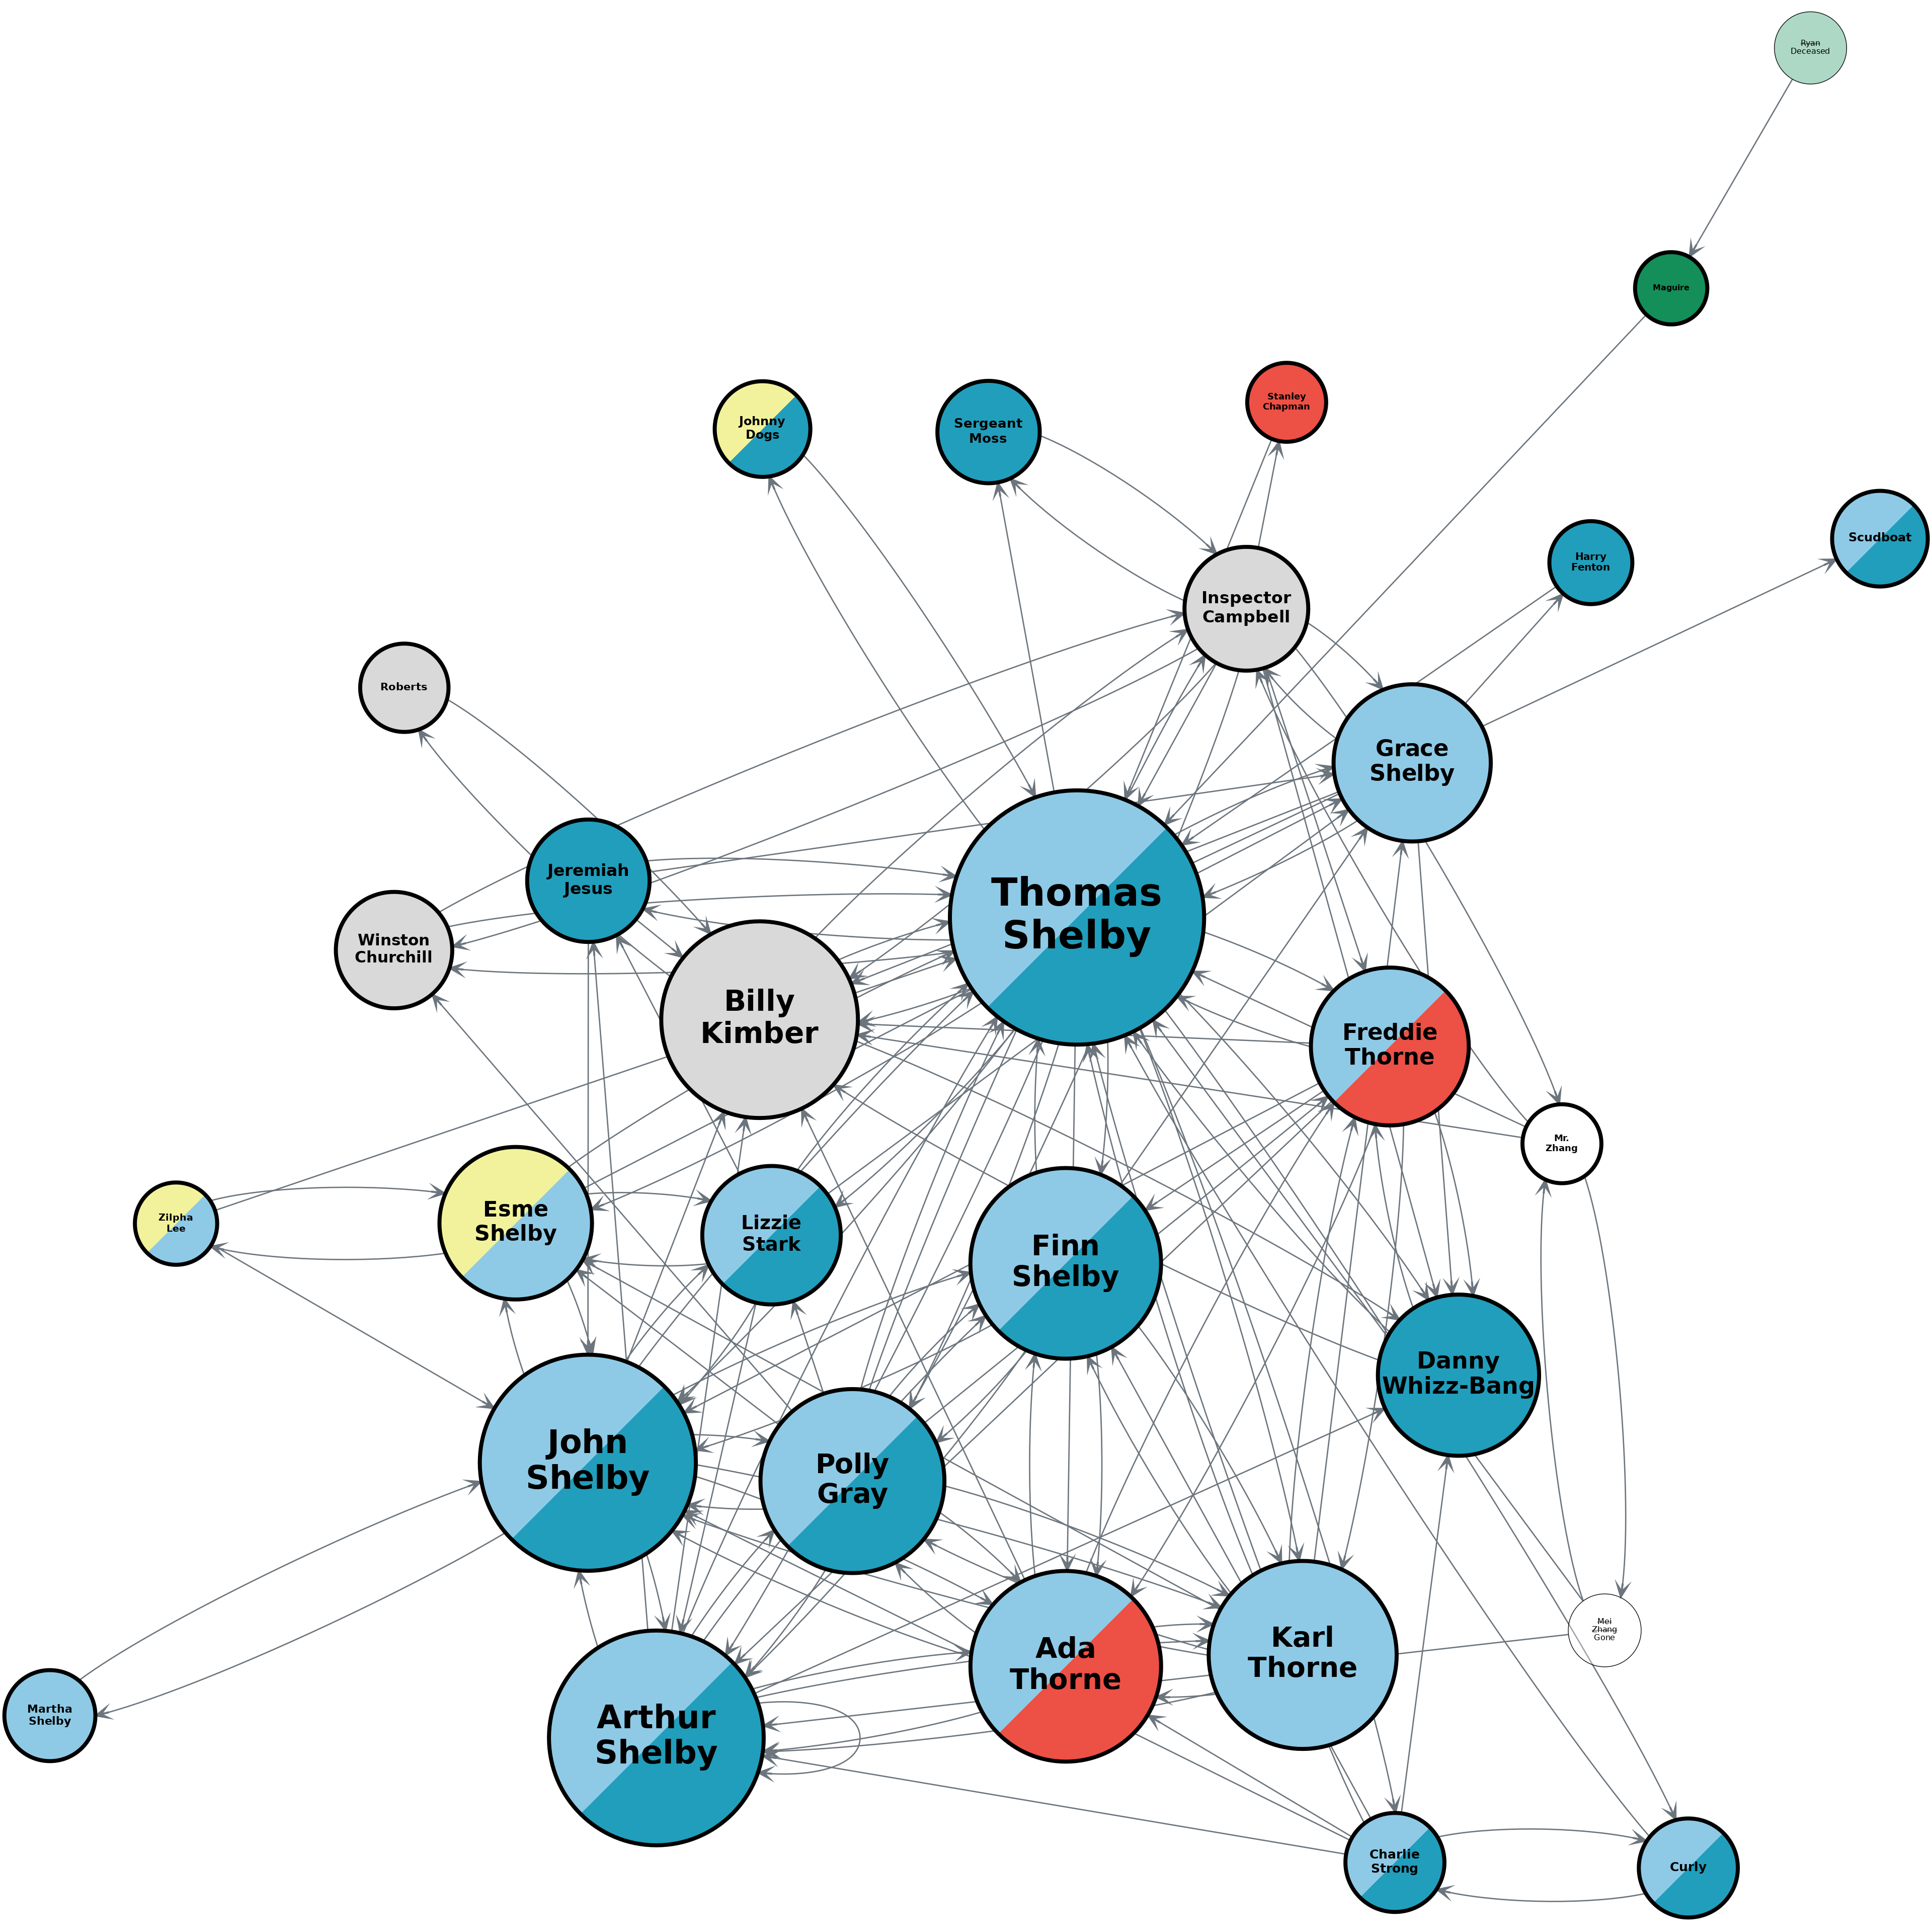 Ryan
Deceased
Maguire
Stanley
Chapman
Johnny
Dogs
Sergeant
Moss
Scudboat
Harry
Fenton
Inspector
Campbell
Roberts
Grace
Shelby
Jeremiah
Jesus
Thomas
Shelby
Winston
Churchill
Billy
Kimber
Freddie
Thorne
Mr.
Zhang
Zilpha
Lee
Esme
Shelby
Lizzie
Stark
Finn
Shelby
Danny
Whizz-Bang
John
Shelby
Polly
Gray
Mei
Zhang
Gone
Ada
Thorne
Karl
Thorne
Martha
Shelby
Arthur
Shelby
Charlie
Strong
Curly